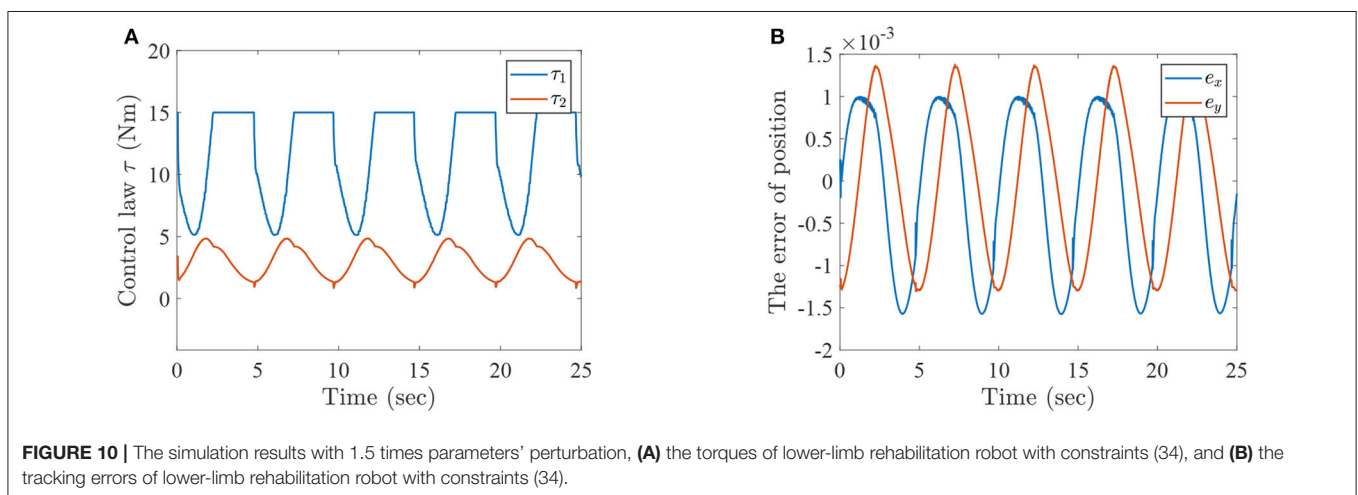 A
20
15
10
5
0
Control law τ (Nm)
τ1
τ2
0 5 10 15 20 25
Time (sec)
B
×10-3
1.5
1
0.5
0
-0.5
-1
-1.5
-2
The error of position
ex
ey
0 5 10 15 20 25
Time (sec)
FIGURE 10 | The simulation results with 1.5 times parameters' perturbation, (A) the torques of lower-limb rehabilitation robot with constraints (34), and (B) the
tracking errors of lower-limb rehabilitation robot with constraints (34).